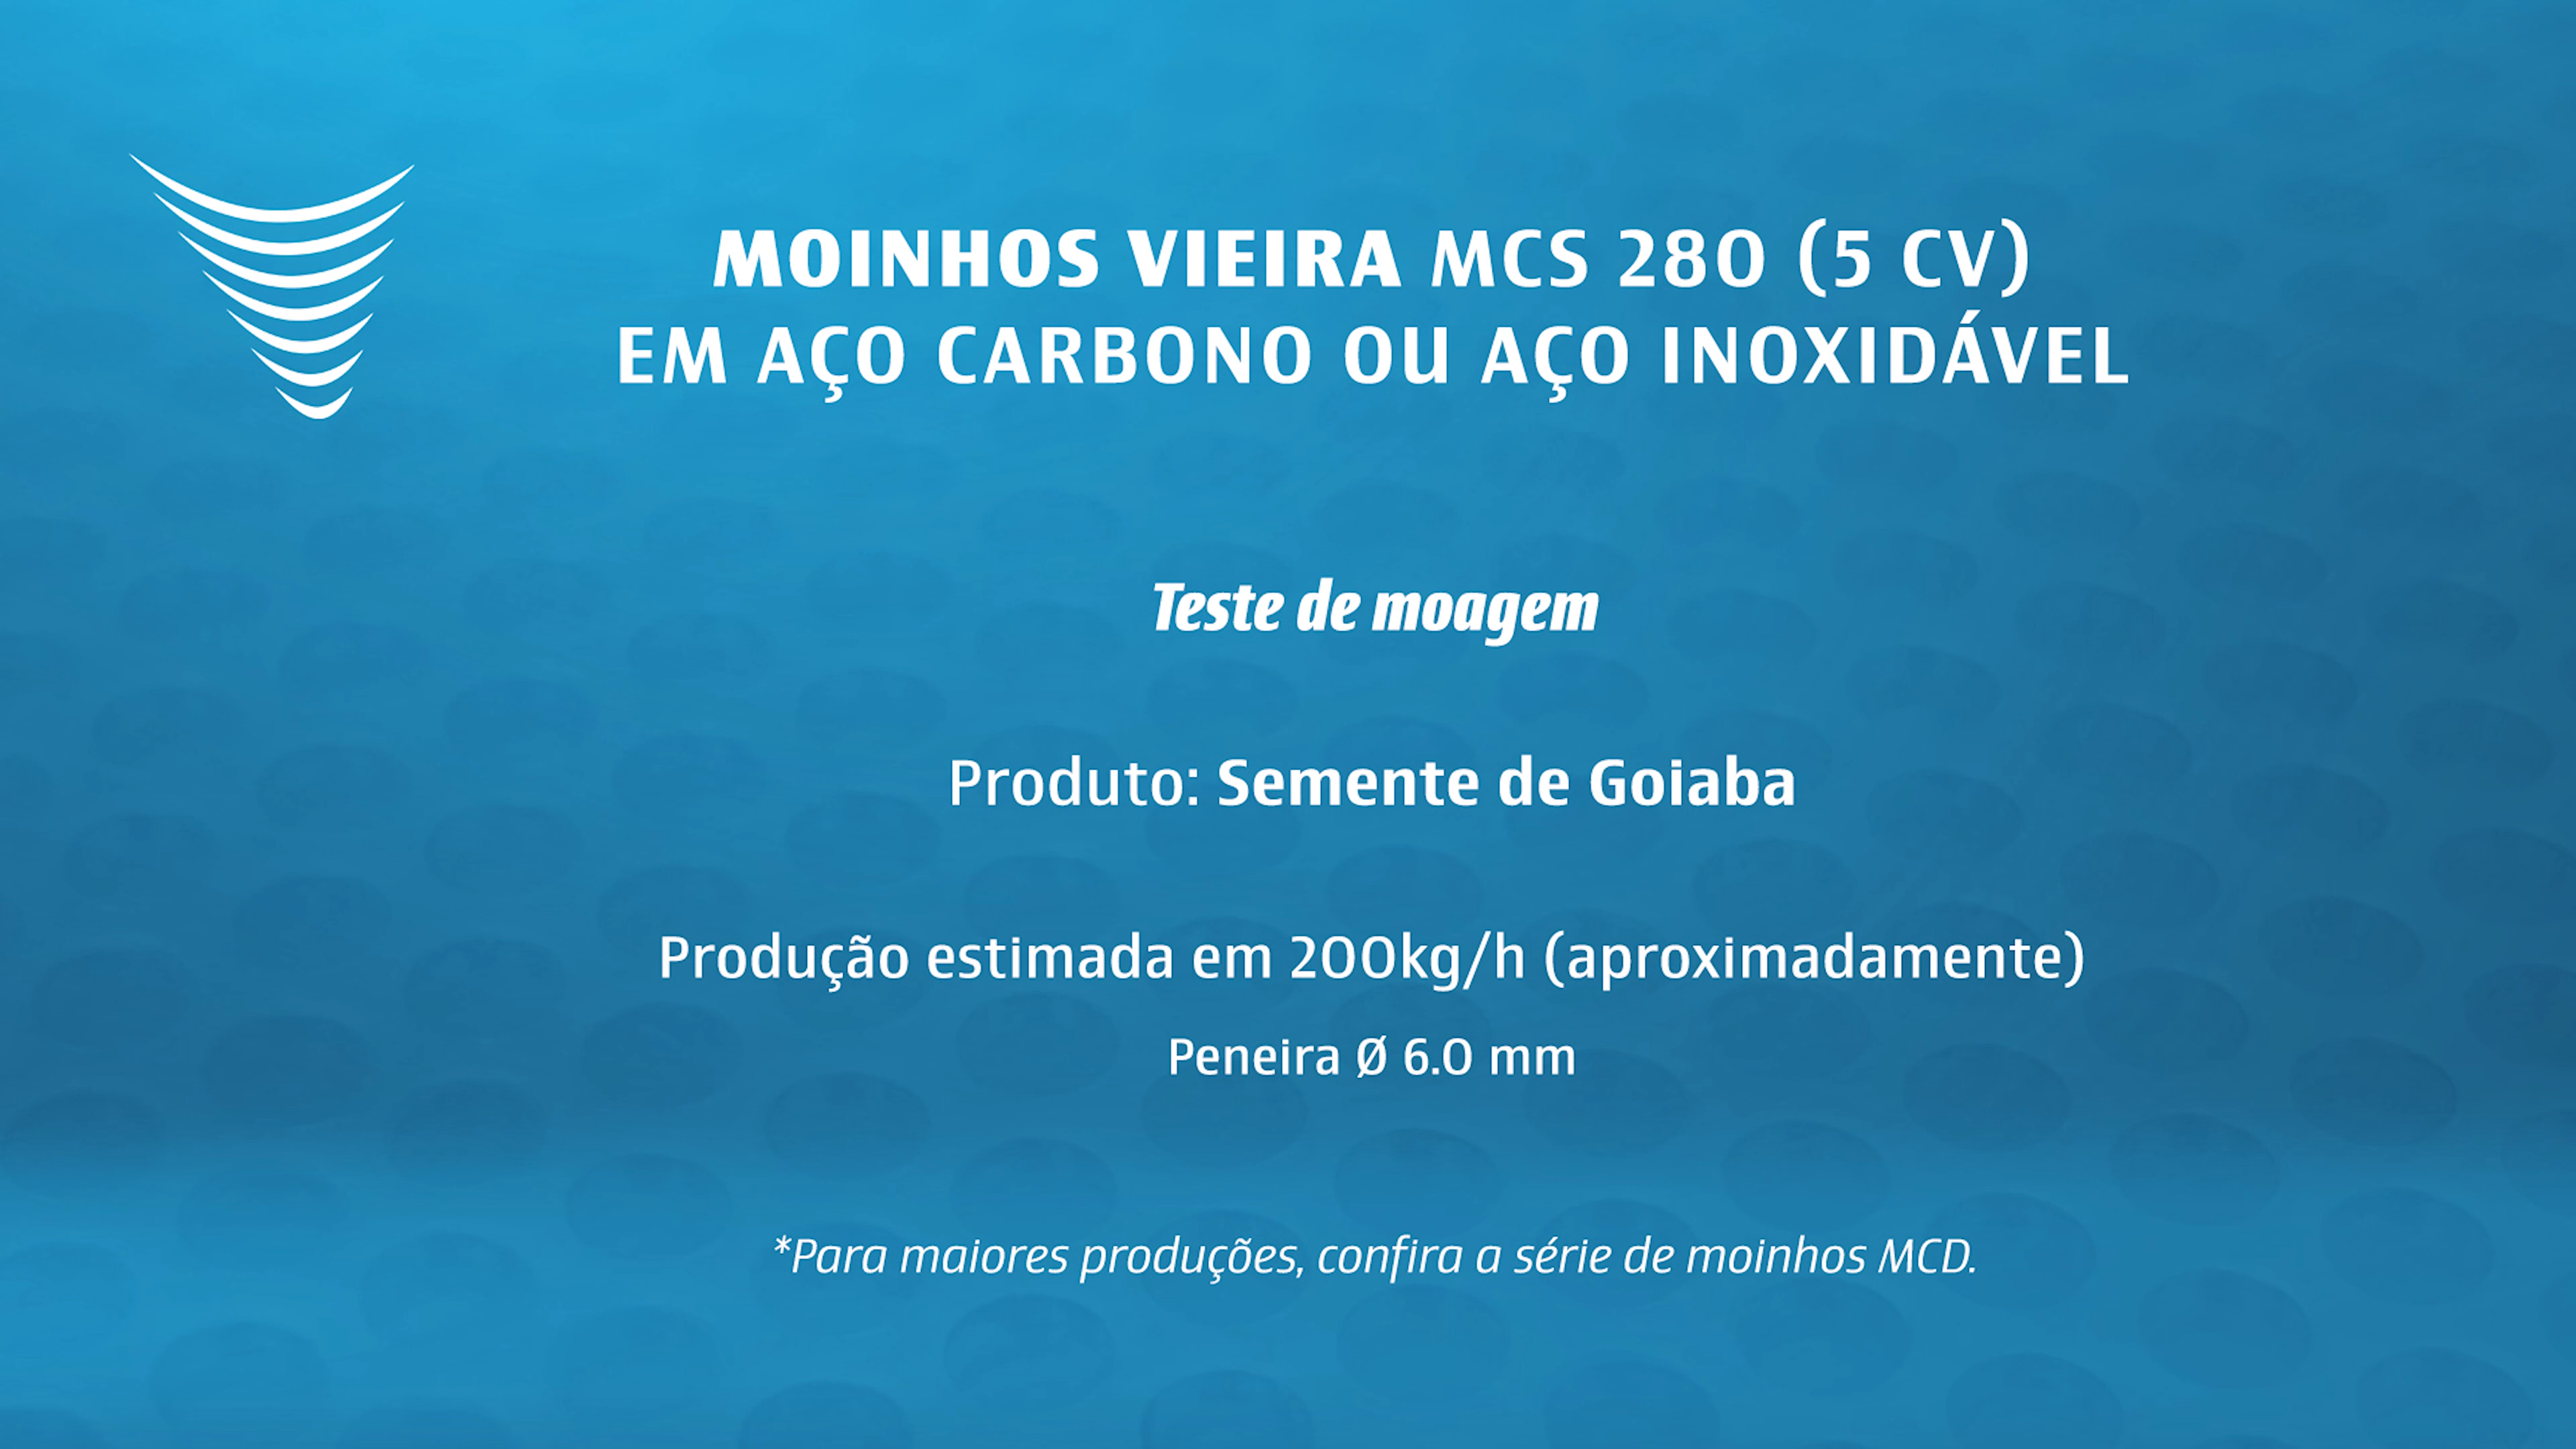 MOINHOS VIEIRA MCS 280 (5 CV)
EM AÇO CARBONO OU AÇO INOXIDÁVEL
Teste de moagem
Produto: Semente de Goiaba
Produção estimada em 200kg/h (aproximadamente)
Peneira Ø 6.0 mm
*Para maiores produções, confira a série de moinhos MCD.